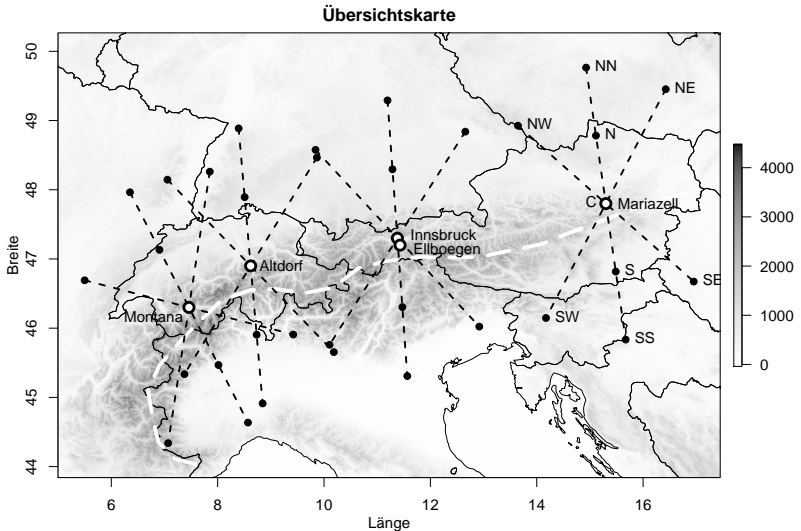 Übersichtskarte
50
49
48
47
46
45
44
Breite
6
8
10
12
14
16
Länge
4000
3000
2000
1000
0
NN
NE
NW
N
C
Mariazell
Innsbruck
Ellboegen
Altdorf
S
SE
Montana
SW
SS